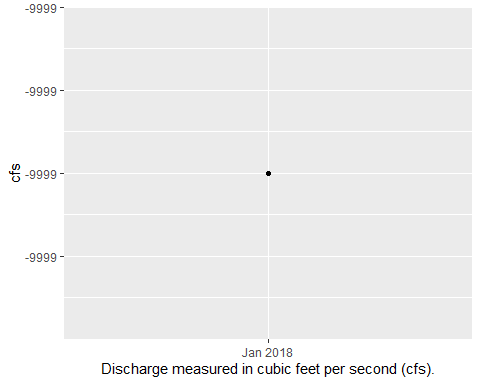 -9999
-9999
cfs
-9999
-9999
Jan 2018
Discharge measured in cubic feet per second (cfs).